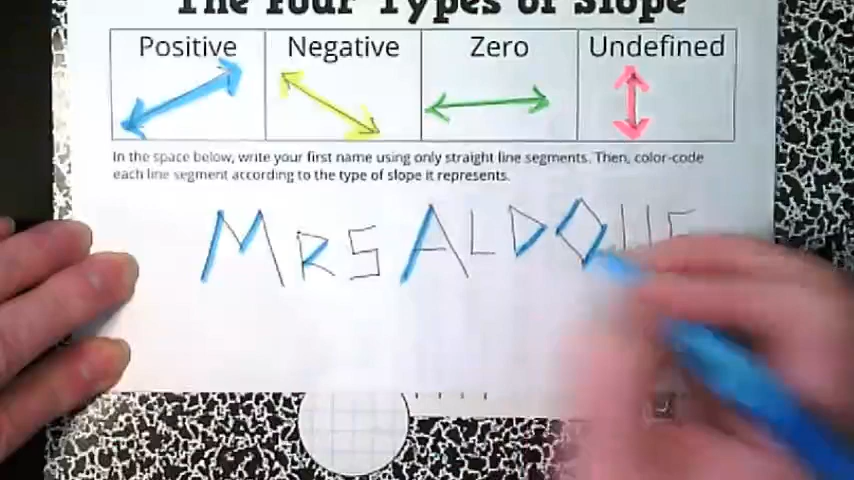 The Four Types of Slope
Positive Negative Zero Undefined
In the space below, write your first name using only straight line segments. Then, color-code
each line segment according to the type of slope it represents.
MRS ALDO